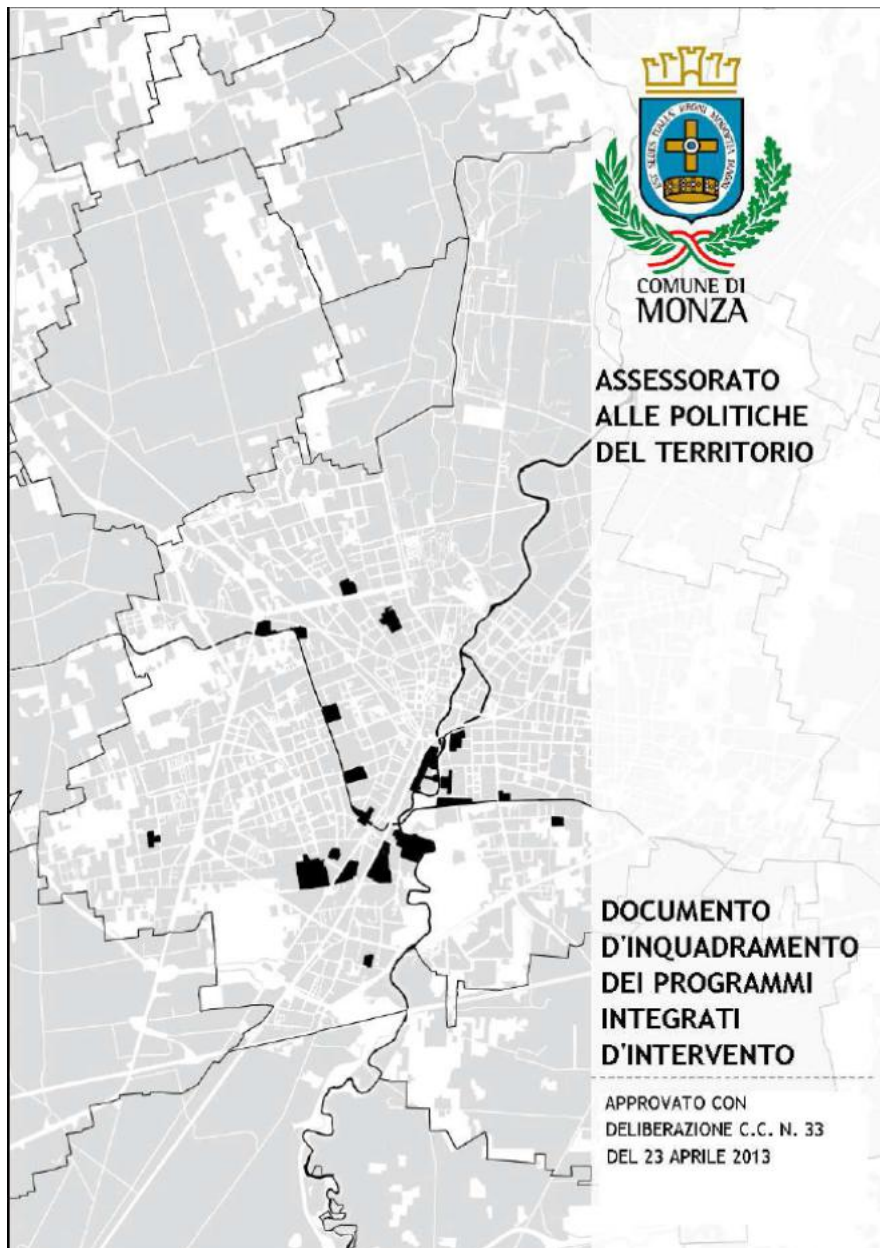 COMUNE DI
MONZA
ASSESSORATO
ALLE POLITICHE
DEL TERRITORIO
DOCUMENTO
D'INQUADRAMENTO
DEI PROGRAMMI
INTEGRATI
D'INTERVENTO
APPROVATO CON
DELIBERAZIONE C.C. N. 33
DEL 23 APRILE 2013